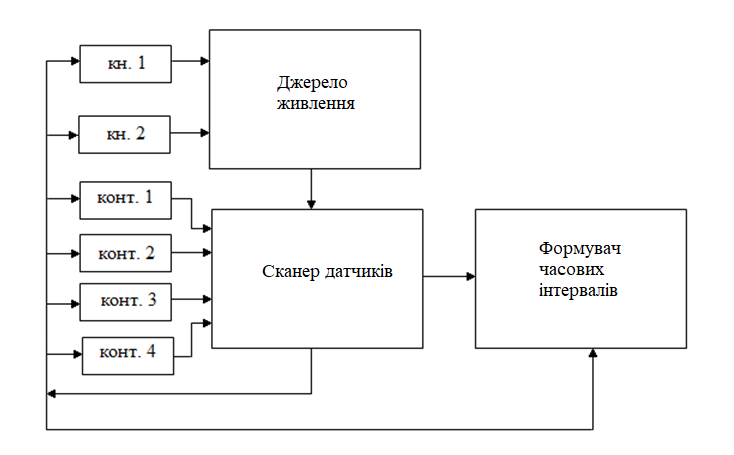 кн. 1
Джерело
живлення
кн. 2
конт. 1
конт. 2
конт. 3
конт. 4
Сканер датчиків
Формувач
часових
інтервалів